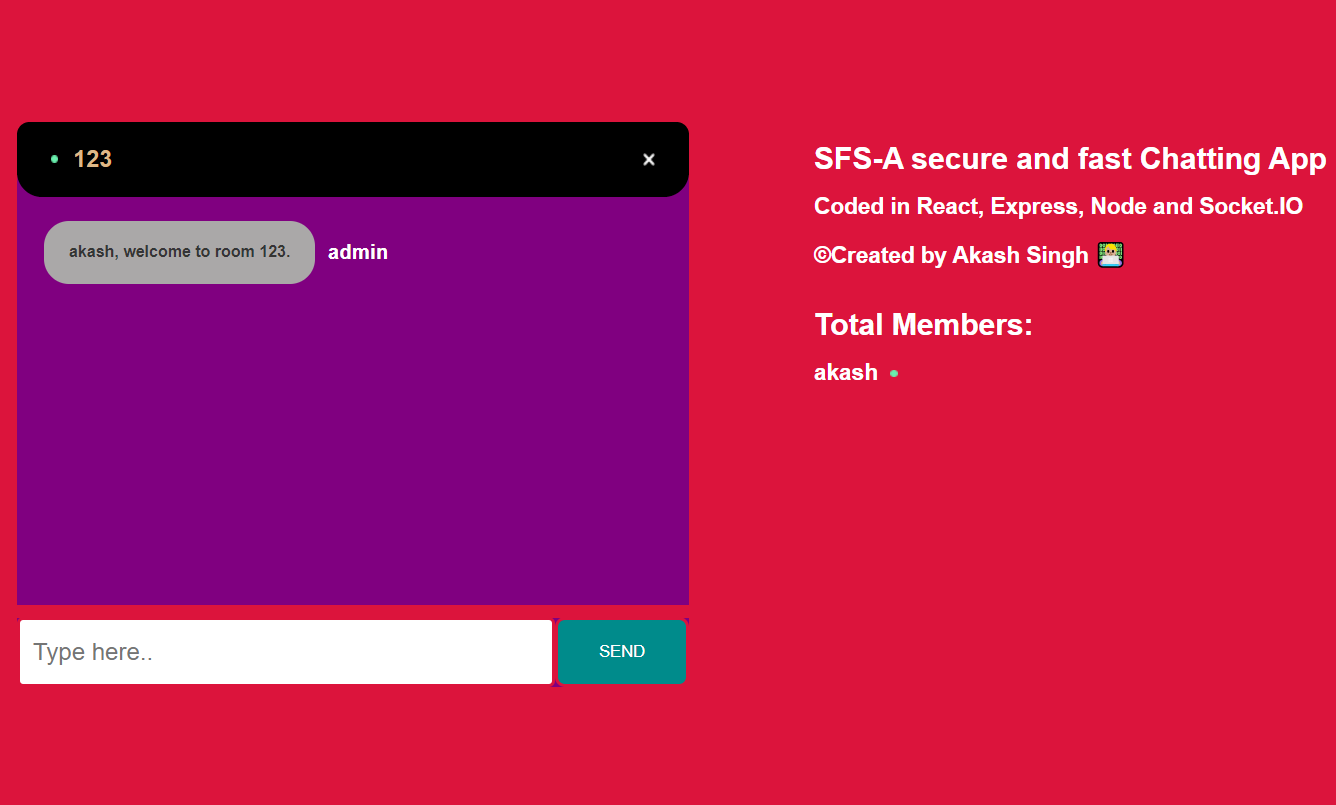 123
akash, welcome to room 123.
admin
Type here..
SEND
SFS-A secure and fast Chatting App
Coded in React, Express, Node and Socket.IO
©Created by Akash Singh 👨‍💻
Total Members:
akash